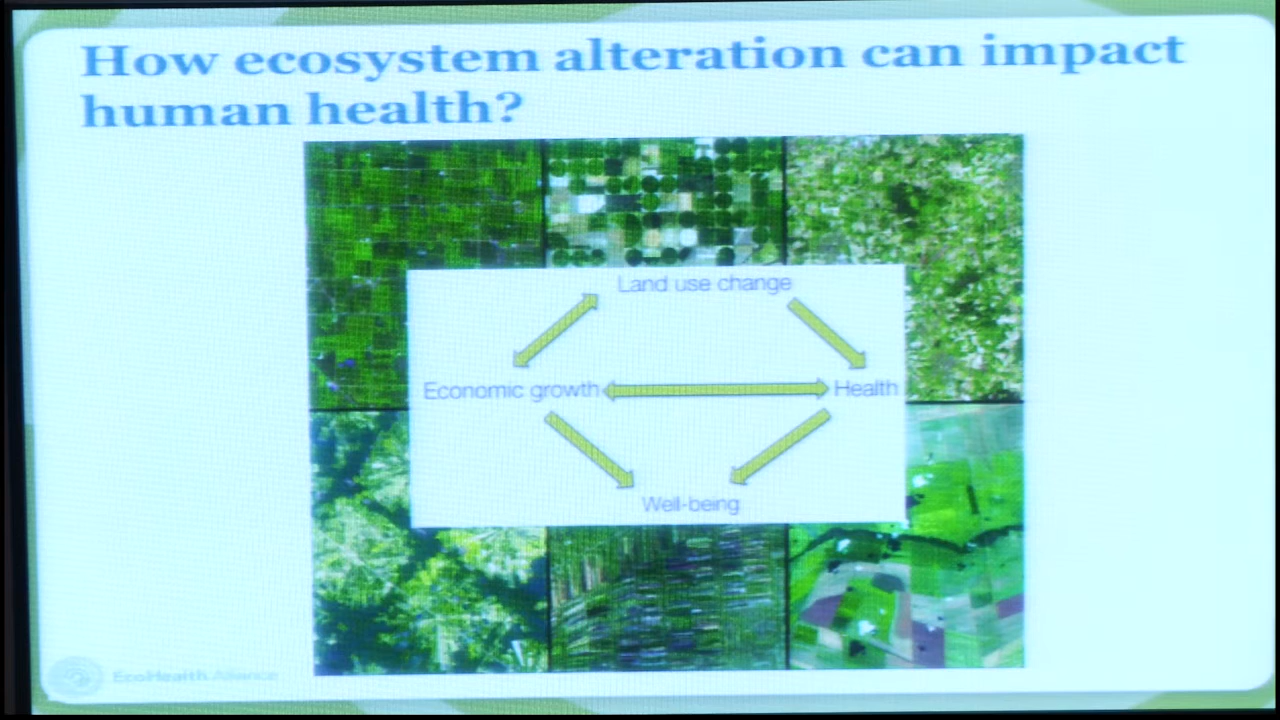 How ecosystem alteration can impact
human health?
Land use change
Economic growth
Health
Well-being
EcoHealth Alliance